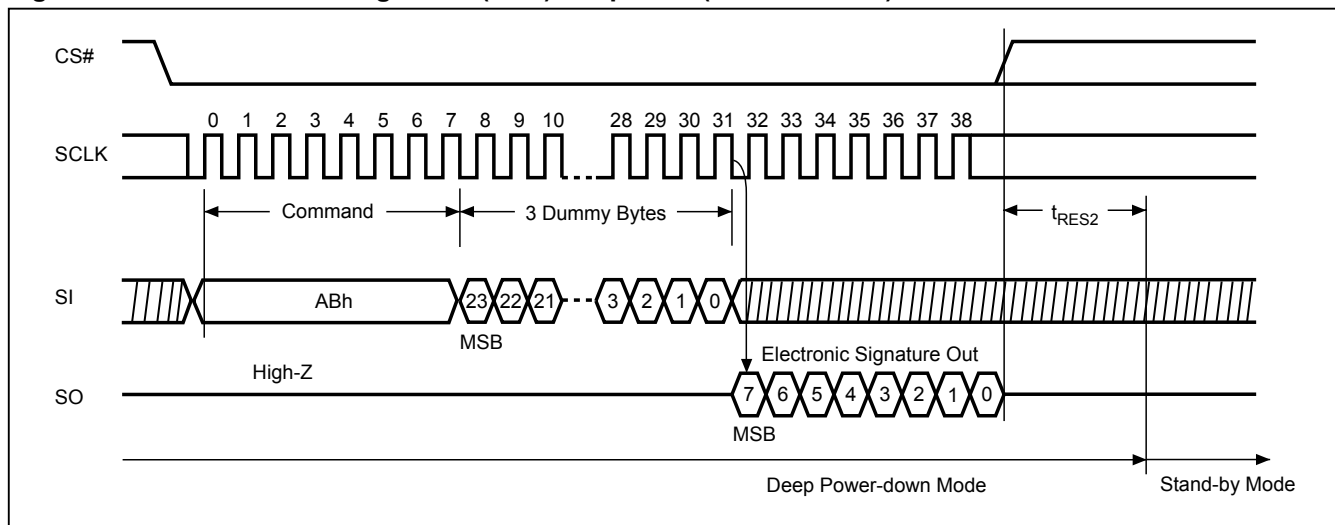 CS#
0 1 2 3 4 5 6 7 8 9 10 28 29 30 31 32 33 34 35 36 37 38
SCLK
Command
3 Dummy Bytes
tRES2
SI
ABh
23 22 21 3 2 1 0
MSB
High-Z
Electronic Signature Out
SO
7 6 5 4 3 2 1 0
MSB
Deep Power-down Mode
Stand-by Mode